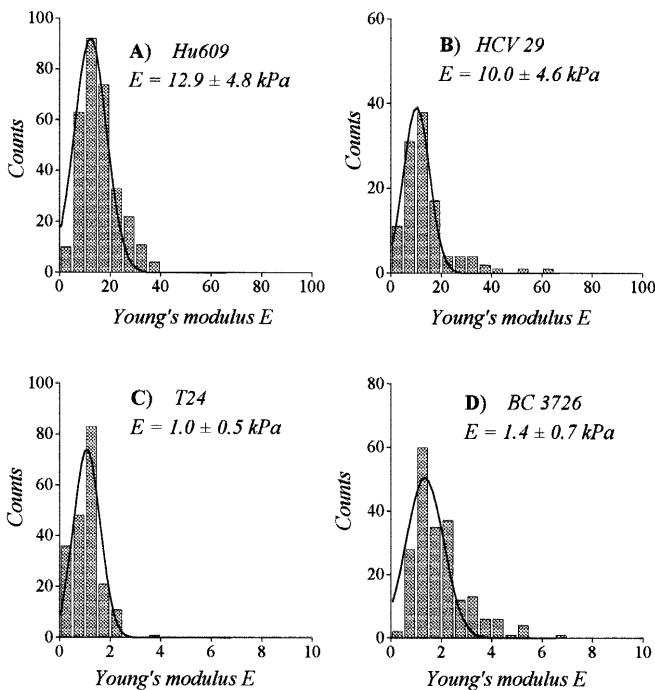 100
80
60
40
20
0
Counts
A) Hu609
E = 12.9 ± 4.8 kPa
0 20 40 60 80 100
Young's modulus E
60
40
20
0
Counts
B) HCV 29
E = 10.0 ± 4.6 kPa
0 20 40 60 80 100
Young's modulus E
100
80
60
40
20
0
Counts
C) T24
E = 1.0 ± 0.5 kPa
0 2 4 6 8 10
Young's modulus E
80
60
40
20
0
Counts
D) BC 3726
E = 1.4 ± 0.7 kPa
0 2 4 6 8 10
Young's modulus E